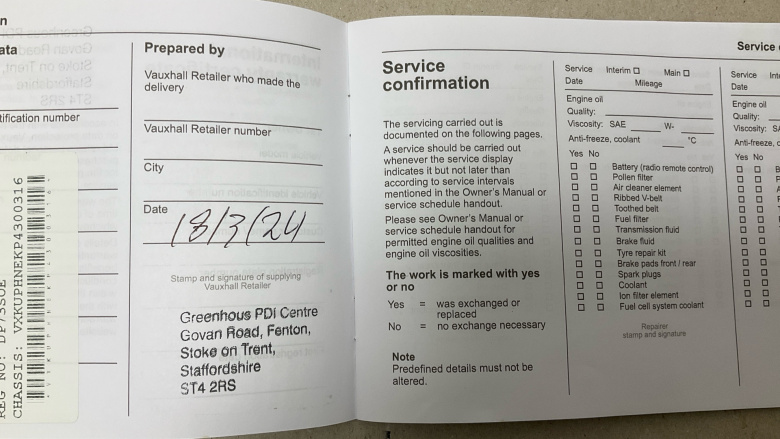 n
ata
tification number
REG NO: DP73SOE
CHASSIS: VXKUPHNEKP4300316
Prepared by
Vauxhall Retailer who made the
delivery
Vauxhall Retailer number
City
Date
18/3/24
Stamp and signature of supplying
Vauxhall Retailer
Greenhous PDI Centre
Govan Road, Fenton,
Stoke on Trent,
Staffordshire
ST4 2RS
Service
confirmation
The servicing carried out is
documented on the following pages.
A service should be carried out
whenever the service display
indicates it but not later than
according to service intervals
mentioned in the Owner's Manual or
service schedule handout.
Please see Owner's Manual or
service schedule handout for
permitted engine oil qualities and
engine oil viscosities.
The work is marked with yes
or no
Yes = was exchanged or
replaced
No = no exchange necessary
Note
Predefined details must not be
altered.
Service Interim Main
Date Mileage
Engine oil
Quality:
Viscosity: SAE W-
Anti-freeze, coolant °C
Yes No
Battery (radio remote control)
Pollen filter
Air cleaner element
Ribbed V-belt
Toothed belt
Fuel filter
Transmission fluid
Brake fluid
Tyre repair kit
Brake pads front / rear
Spark plugs
Coolant
Ion filter element
Fuel cell system coolant
Repairer
stamp and signature
Service
Service Int
Date
Engine oil
Quality:
Viscosity: SA
Anti-freeze, c
Yes No